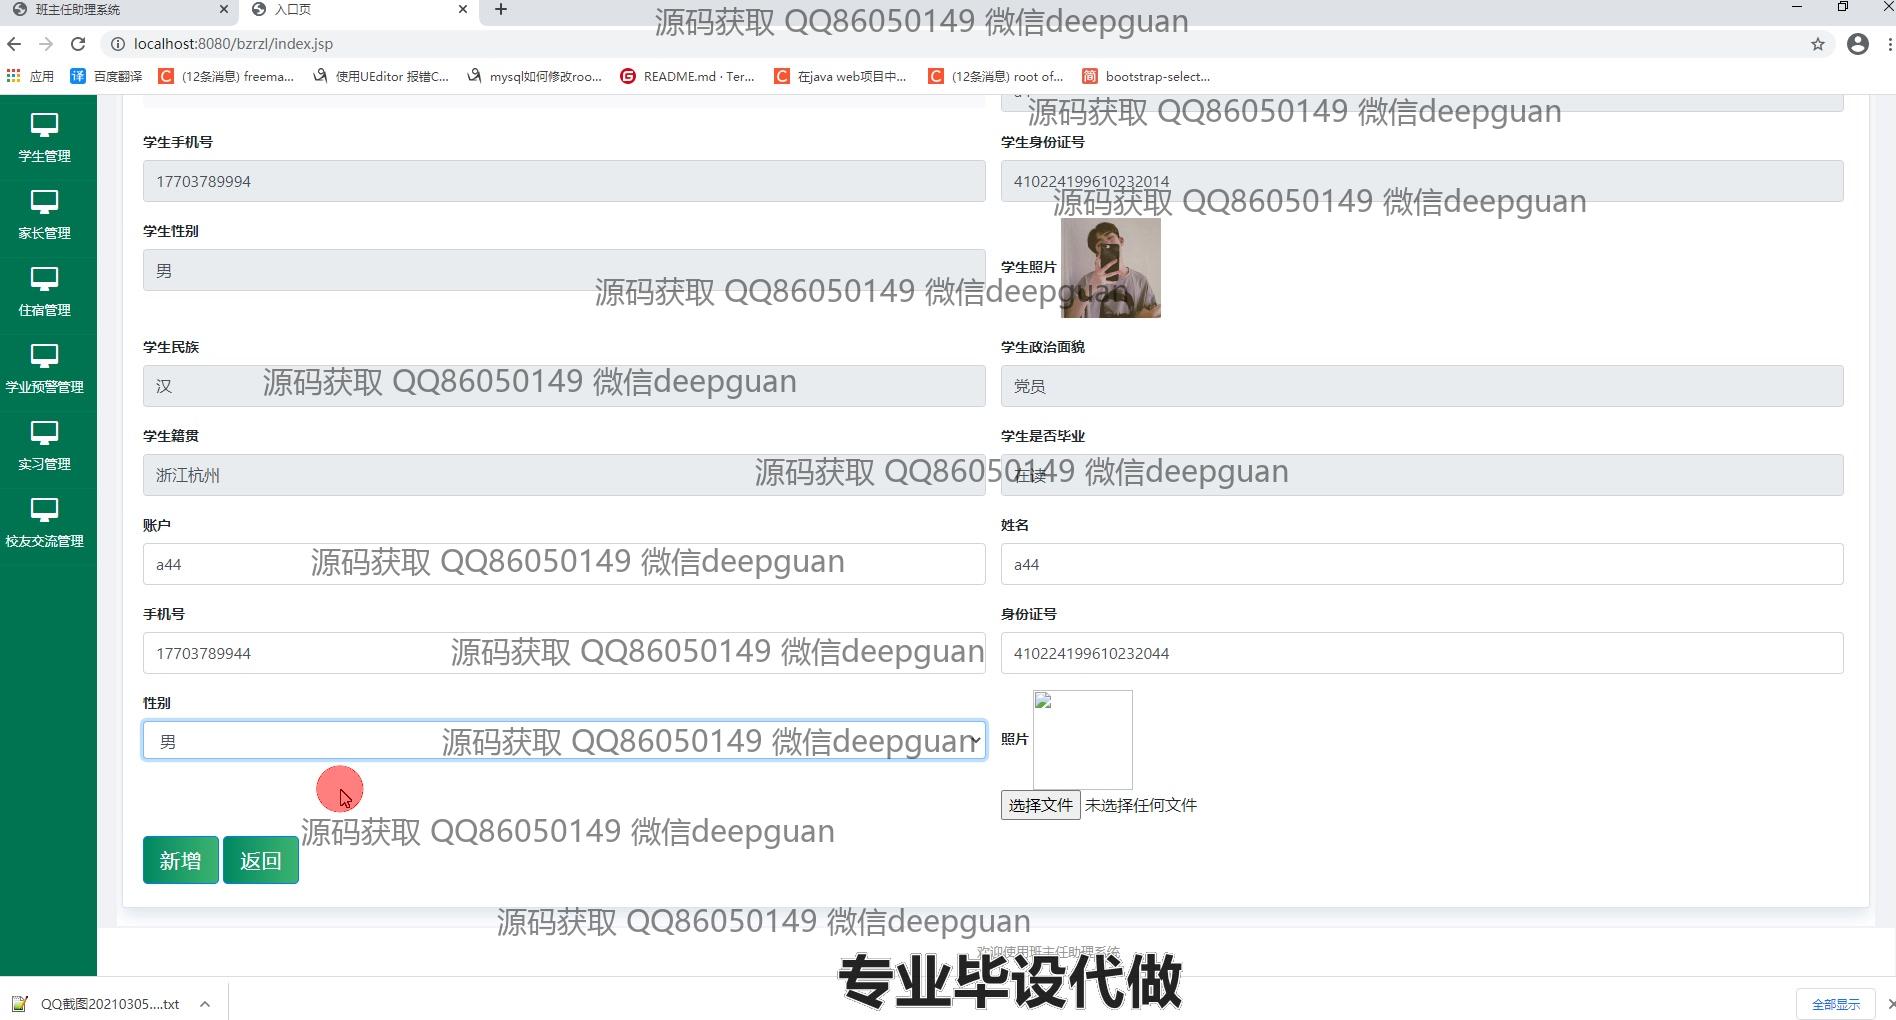 班主任助理系统
入口页
源码获取 QQ86050149 微信deepguan
localhost:8080/bzrzl/index.jsp
应用
百度翻译
(12条消息) freema...
使用UEditor 报错C...
mysql如何修改roo...
README.md · Ter...
在java web项目中...
(12条消息) root of...
bootstrap-select...
源码获取 QQ86050149 微信deepguan
学生管理
家长管理
住宿管理
学业预警管理
实习管理
校友交流管理
学生手机号
学生身份证号
17703789994
410224199610232014
源码获取 QQ86050149 微信deepguan
学生性别
男
学生照片
源码获取 QQ86050149 微信deepguan
学生民族
学生政治面貌
汉
源码获取 QQ86050149 微信deepguan
党员
学生籍贯
学生是否毕业
浙江杭州
源码获取 QQ86050149 微信deepguan
在读
账户
姓名
a44
源码获取 QQ86050149 微信deepguan
a44
手机号
身份证号
17703789944
源码获取 QQ86050149 微信deepguan
410224199610232044
性别
男
源码获取 QQ86050149 微信deepguan
照片
选择文件 未选择任何文件
源码获取 QQ86050149 微信deepguan
新增
返回
源码获取 QQ86050149 微信deepguan
欢迎使用班主任助理系统
专业毕设代做
QQ截图20210305....txt
全部显示